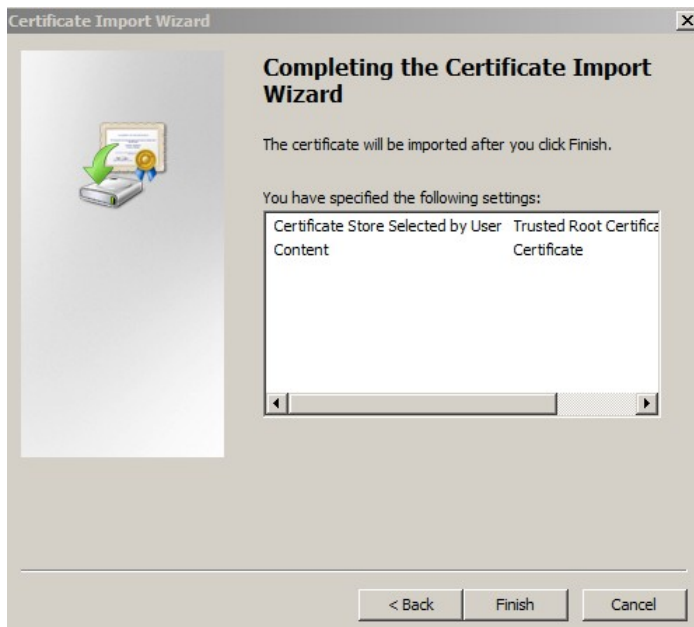 Certificate Import Wizard
Completing the Certificate Import
Wizard
The certificate will be imported after you click Finish.
You have specified the following settings:
Certificate Store Selected by User Trusted Root Certifica
Content Certificate
< Back Finish Cancel